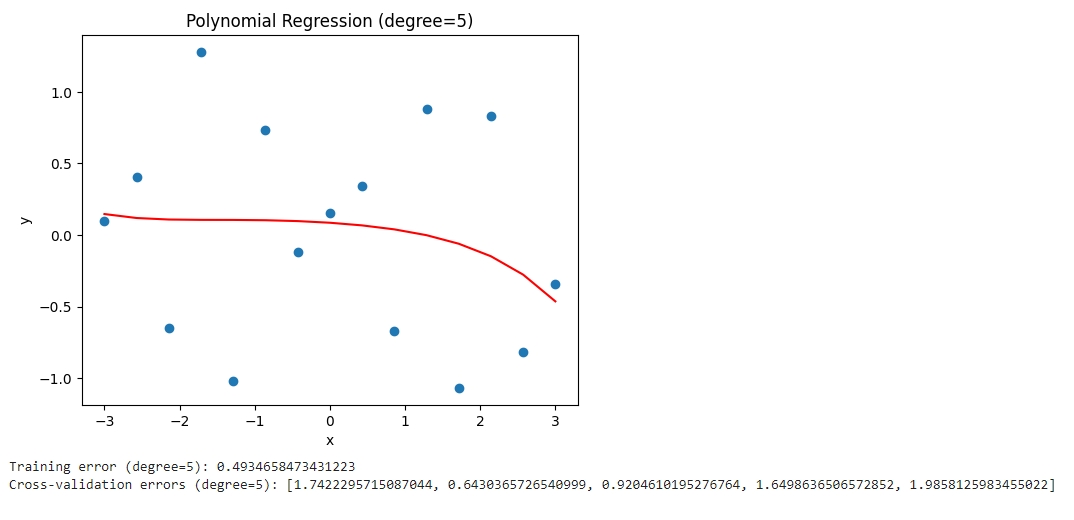 Polynomial Regression (degree=5)
1.0
0.5
0.0
−0.5
−1.0
y
−3 −2 −1 0 1 2 3
x
Training error (degree=5): 0.4934658473431223
Cross-validation errors (degree=5): [1.7422295715087044, 0.6430365726540999, 0.9204610195276764, 1.6498636506572852, 1.9858125983455022]